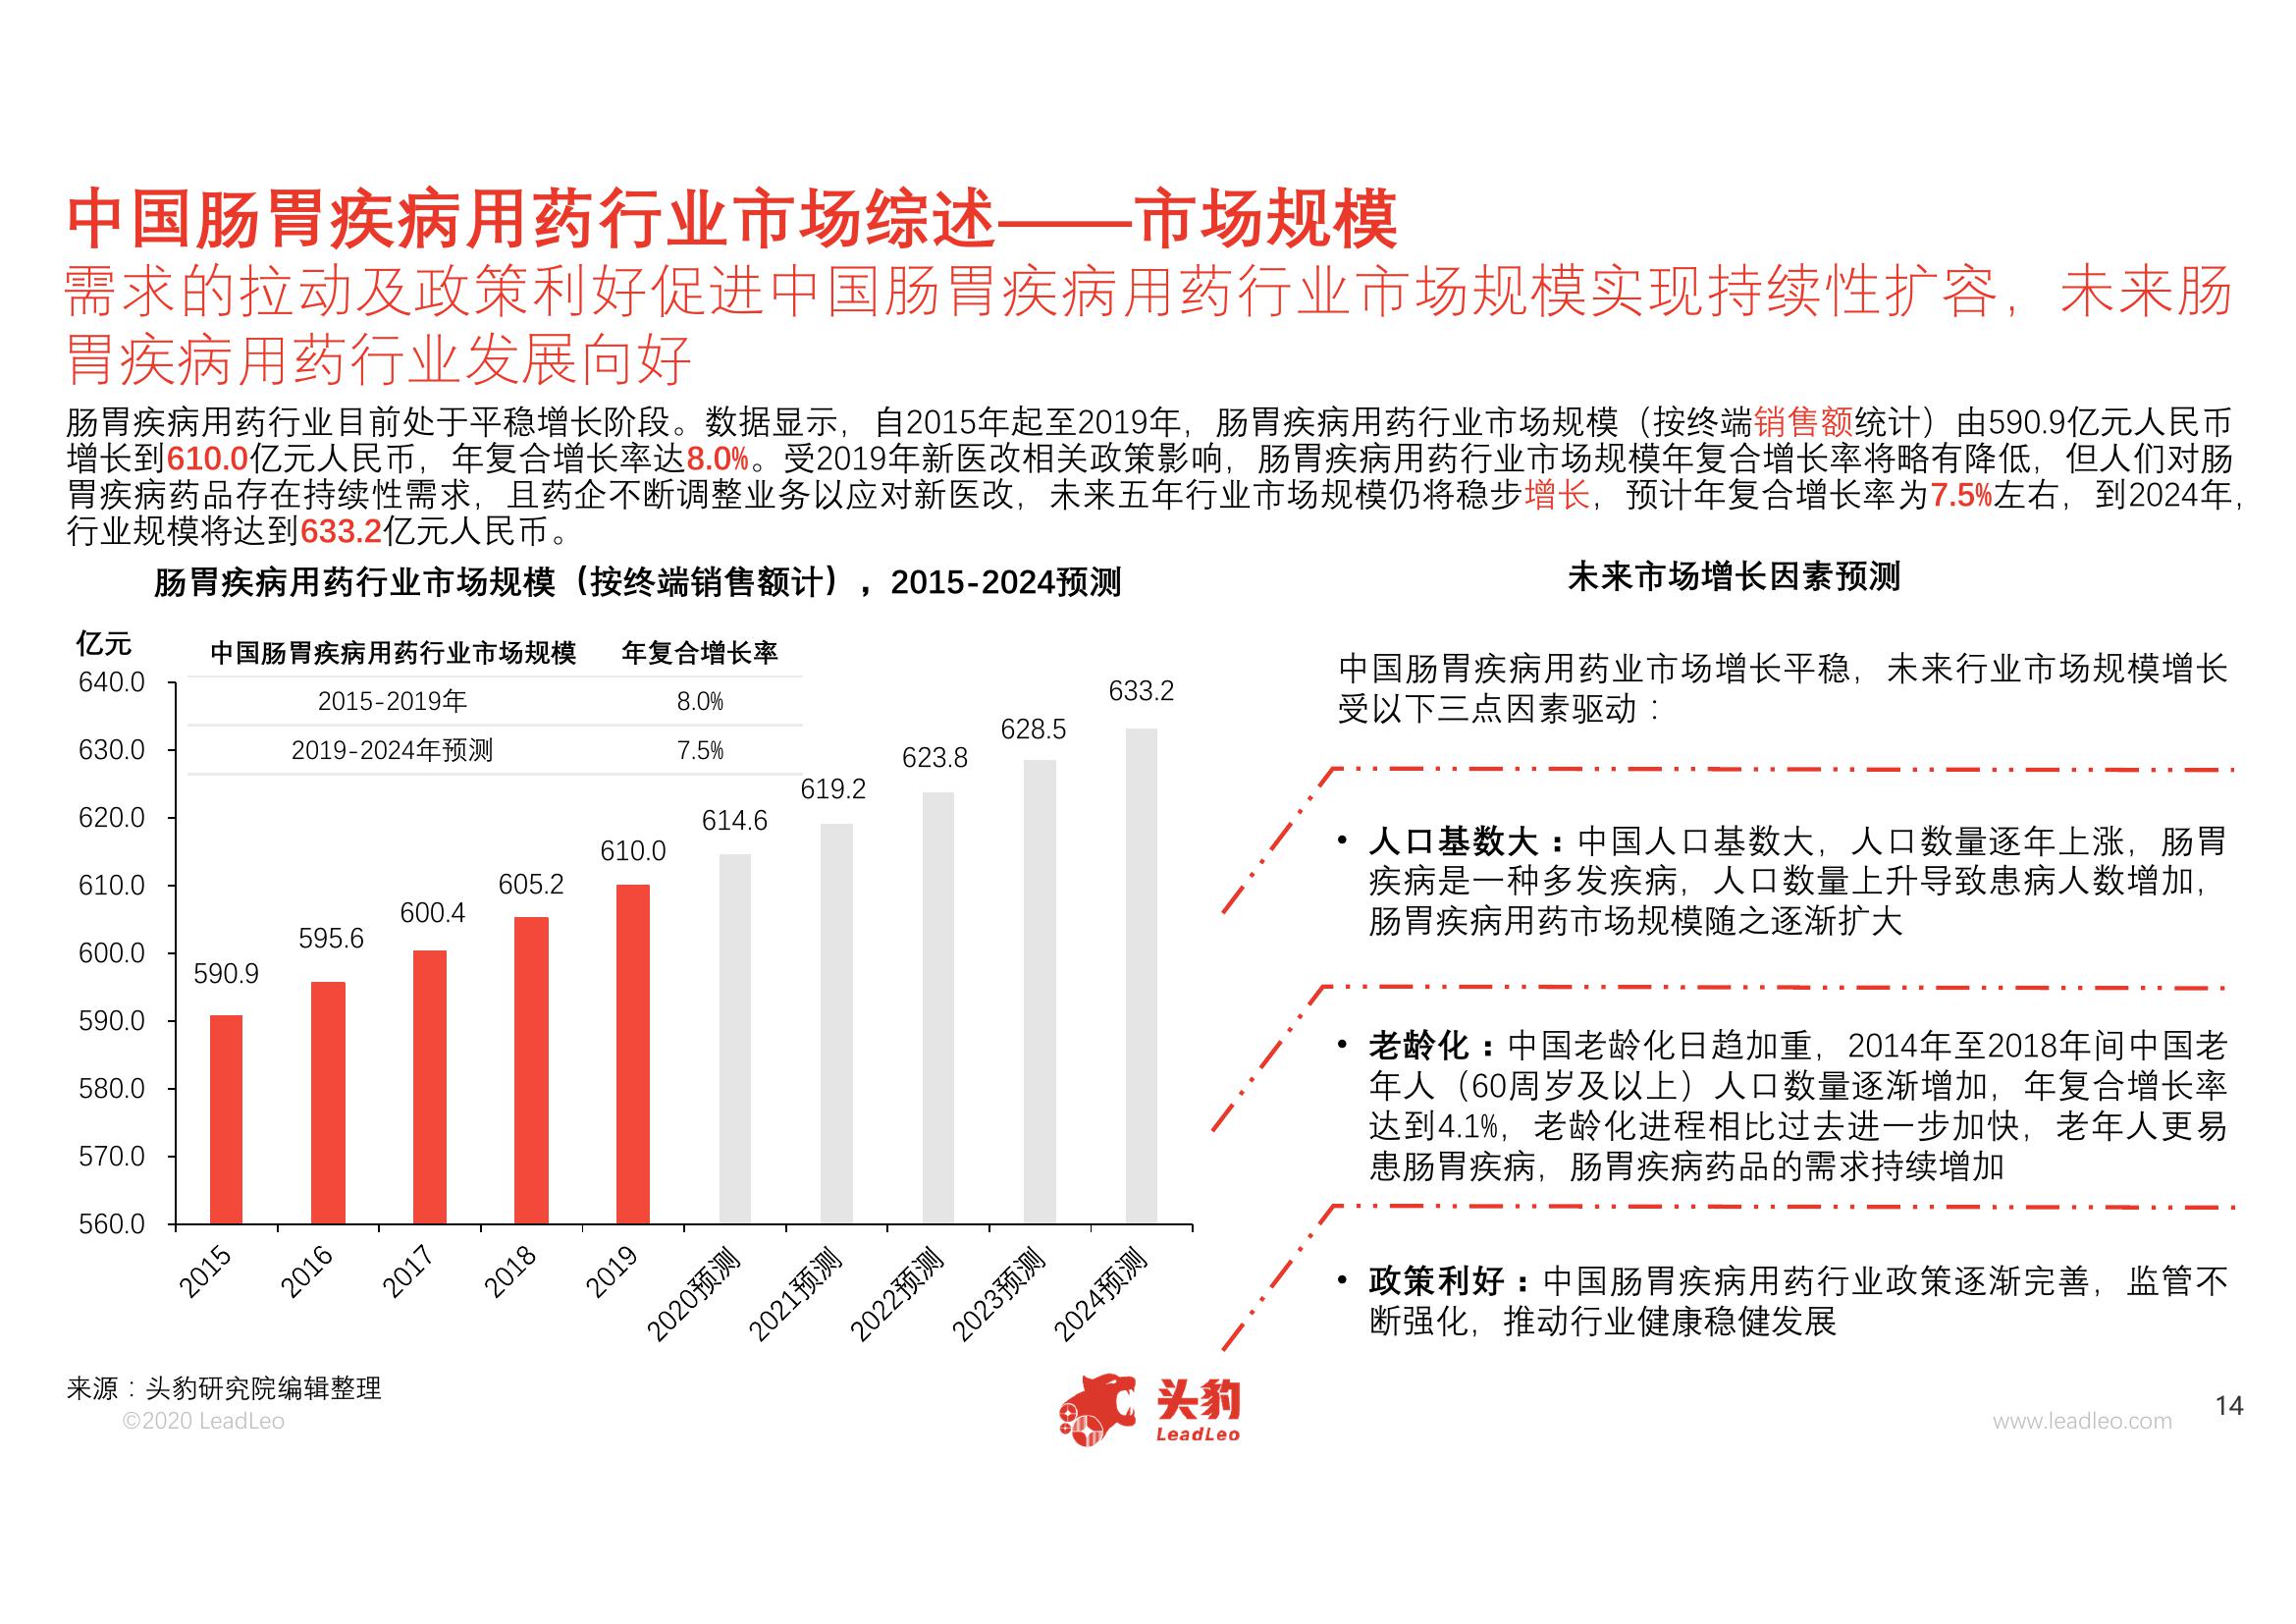 中国肠胃疾病用药行业市场综述——市场规模
需求的拉动及政策利好促进中国肠胃疾病用药行业市场规模实现持续性扩容，未来肠
胃疾病用药行业发展向好
肠胃疾病用药行业目前处于平稳增长阶段。数据显示，自2015年起至2019年，肠胃疾病用药行业市场规模（按终端销售额统计）由590.9亿元人民币
增长到610.0亿元人民币，年复合增长率达8.0%。受2019年新医改相关政策影响，肠胃疾病用药行业市场规模年复合增长率将略有降低，但人们对肠
胃疾病药品存在持续性需求，且药企不断调整业务以应对新医改，未来五年行业市场规模仍将稳步增长，预计年复合增长率为7.5%左右，到2024年，
行业规模将达到633.2亿元人民币。
肠胃疾病用药行业市场规模（按终端销售额计），2015-2024预测
亿元
中国肠胃疾病用药行业市场规模 年复合增长率
2015-2019年 8.0%
2019-2024年预测 7.5%
640.0
630.0
620.0
610.0
600.0
590.0
580.0
570.0
560.0
590.9
595.6
600.4
605.2
610.0
614.6
619.2
623.8
628.5
633.2
2015
2016
2017
2018
2019
2020预测
2021预测
2022预测
2023预测
2024预测
未来市场增长因素预测
中国肠胃疾病用药业市场增长平稳，未来行业市场规模增长
受以下三点因素驱动：
• 人口基数大：中国人口基数大，人口数量逐年上涨，肠胃
疾病是一种多发疾病，人口数量上升导致患病人数增加，
肠胃疾病用药市场规模随之逐渐扩大
• 老龄化：中国老龄化日趋加重，2014年至2018年间中国老
年人（60周岁及以上）人口数量逐渐增加，年复合增长率
达到4.1%，老龄化进程相比过去进一步加快，老年人更易
患肠胃疾病，肠胃疾病药品的需求持续增加
• 政策利好：中国肠胃疾病用药行业政策逐渐完善，监管不
断强化，推动行业健康稳健发展
来源：头豹研究院编辑整理
©2020 LeadLeo
头豹
LeadLeo
www.leadleo.com
14